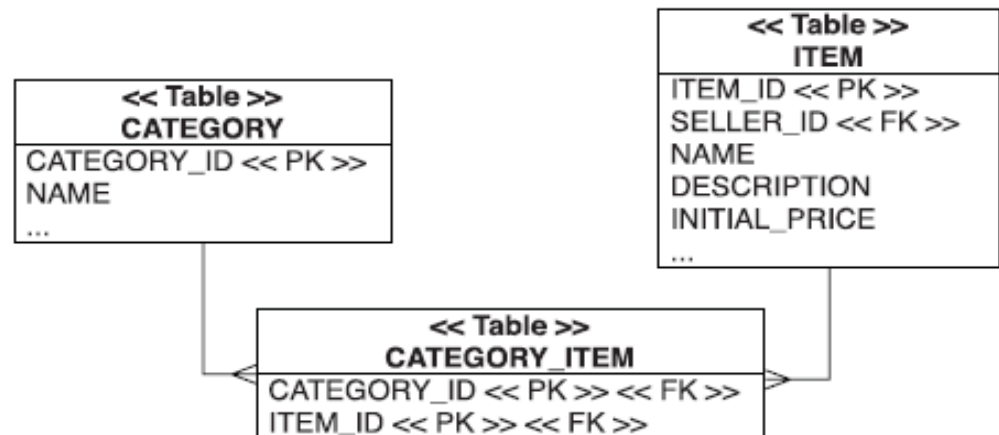 << Table >>
CATEGORY
CATEGORY_ID << PK >>
NAME
...
<< Table >>
ITEM
ITEM_ID << PK >>
SELLER_ID << FK >>
NAME
DESCRIPTION
INITIAL_PRICE
...
<< Table >>
CATEGORY_ITEM
CATEGORY_ID << PK >> << FK >>
ITEM_ID << PK >> << FK >>